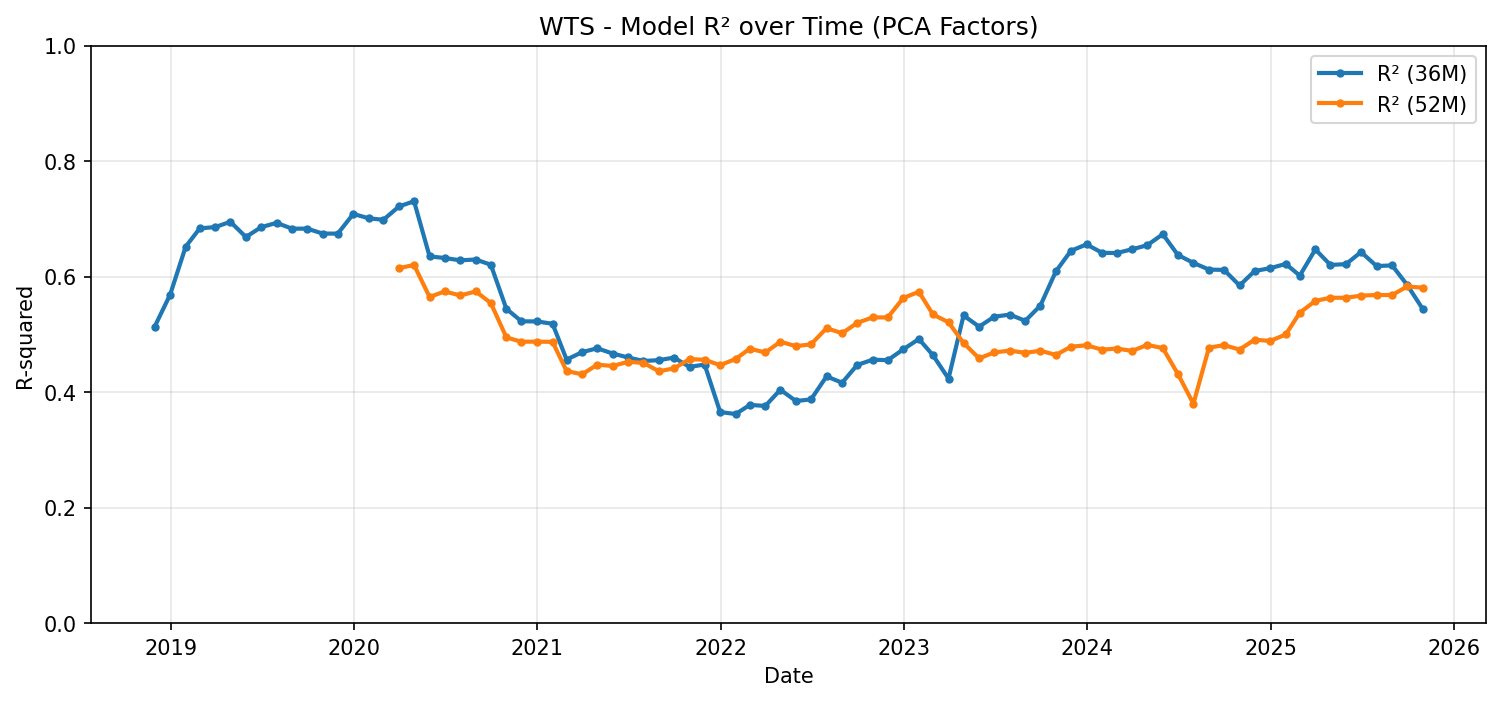 WTS - Model R² over Time (PCA Factors)
R² (36M)
R² (52M)
R-squared
1.0
0.8
0.6
0.4
0.2
0.0
2019 2020 2021 2022 2023 2024 2025 2026
Date